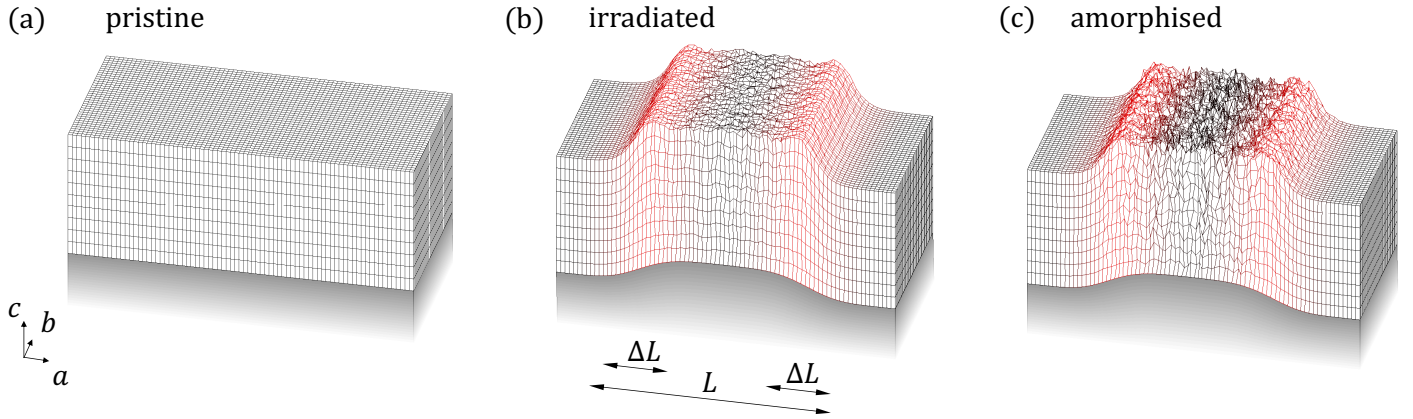 (a) pristine
(b) irradiated
(c) amorphised
c
b
a
ΔL
L
ΔL